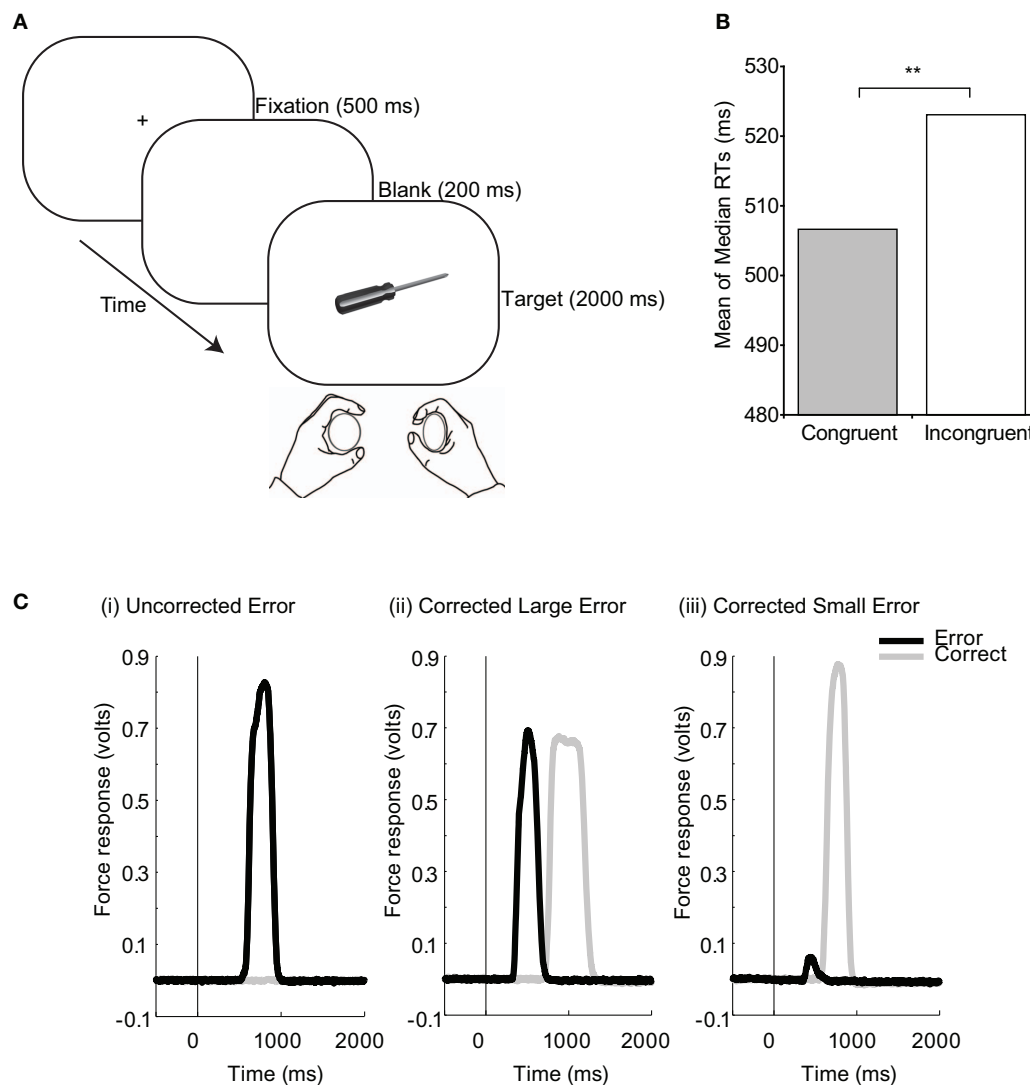 A
+
Fixation (500 ms)
Blank (200 ms)
Target (2000 ms)
Time
B
Mean of Median RTs (ms)
530
520
510
500
490
480
**
Congruent
Incongruent
C
(i) Uncorrected Error
Force response (volts)
0.9
0.7
0.5
0.3
0.1
-0.1
0
1000
2000
Time (ms)
(ii) Corrected Large Error
Force response (volts)
0.9
0.7
0.5
0.3
0.1
-0.1
0
1000
2000
Time (ms)
(iii) Corrected Small Error
Error
Correct
Force response (volts)
0.9
0.7
0.5
0.3
0.1
-0.1
0
1000
2000
Time (ms)